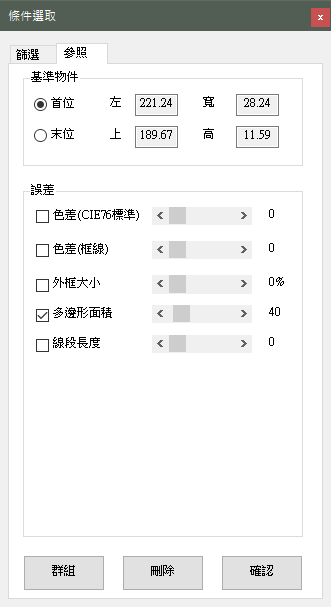 條件選取
x
篩選 參照
基準物件
首位 左 221.24 寬 28.24
末位 上 189.67 高 11.59
誤差
色差(CIE76標準) 0
色差(框線) 0
外框大小 0%
多邊形面積 40
線段長度 0
群組 刪除 確認